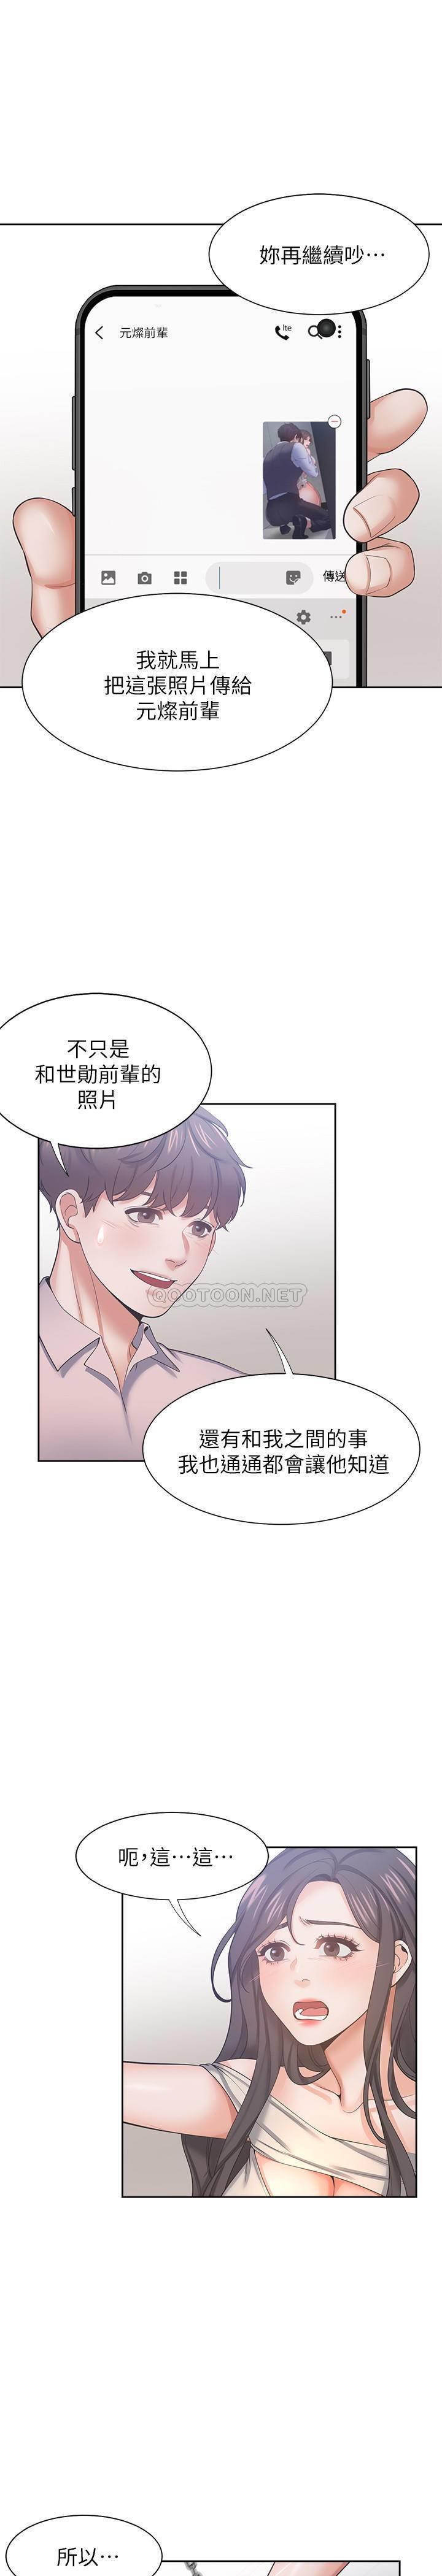 妳再繼續吵…
lte
元燦前輩
傳送
我就馬上
把這張照片傳給
元燦前輩
不只是
和世勛前輩的
照片
QOOTOON.NET
還有和我之間的事
我也通通都會讓他知道
呃,這…這…
所以…